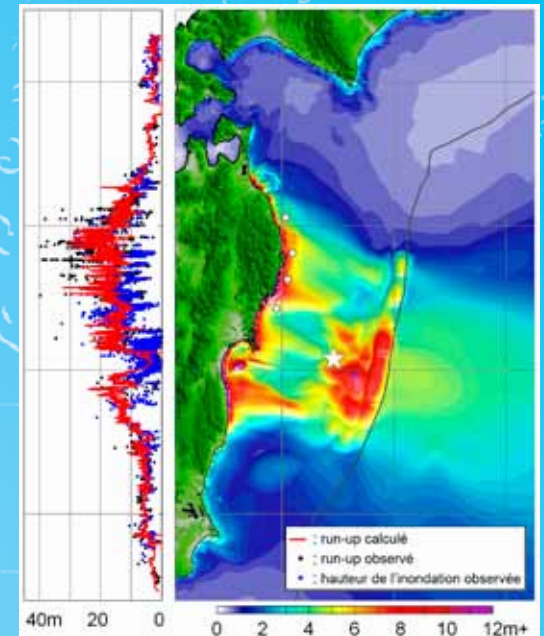 — : run-up calculé
• : run-up observé
• : hauteur de l'inondation observée
40m 20 0
0 2 4 6 8 10 12m+